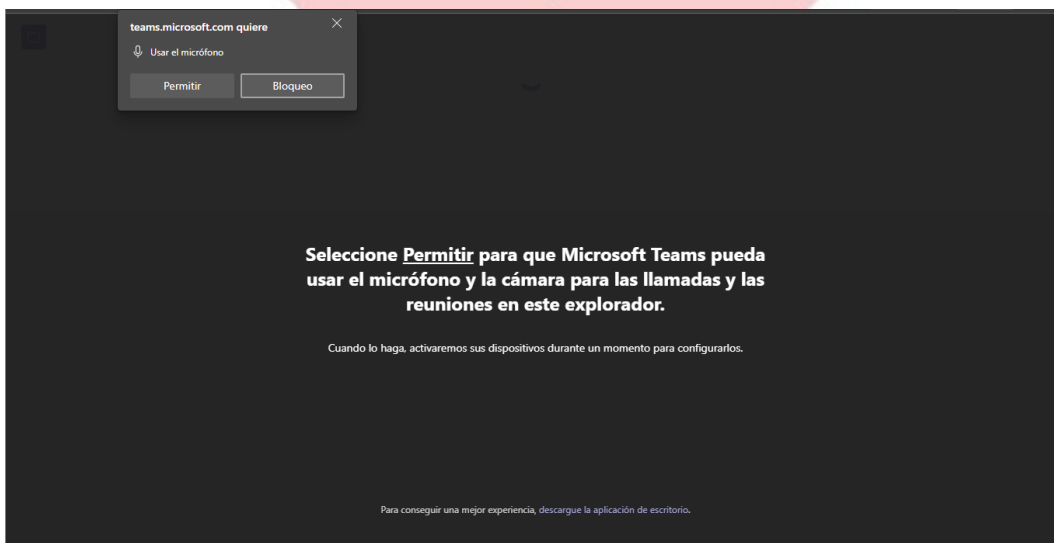 teams.microsoft.com quiere
Usar el micrófono
Permitir
Bloqueo
Seleccione Permitir para que Microsoft Teams pueda
usar el micrófono y la cámara para las llamadas y las
reuniones en este explorador.
Cuando lo haga, activaremos sus dispositivos durante un momento para configurarlos.
Para conseguir una mejor experiencia, descargue la aplicación de escritorio.